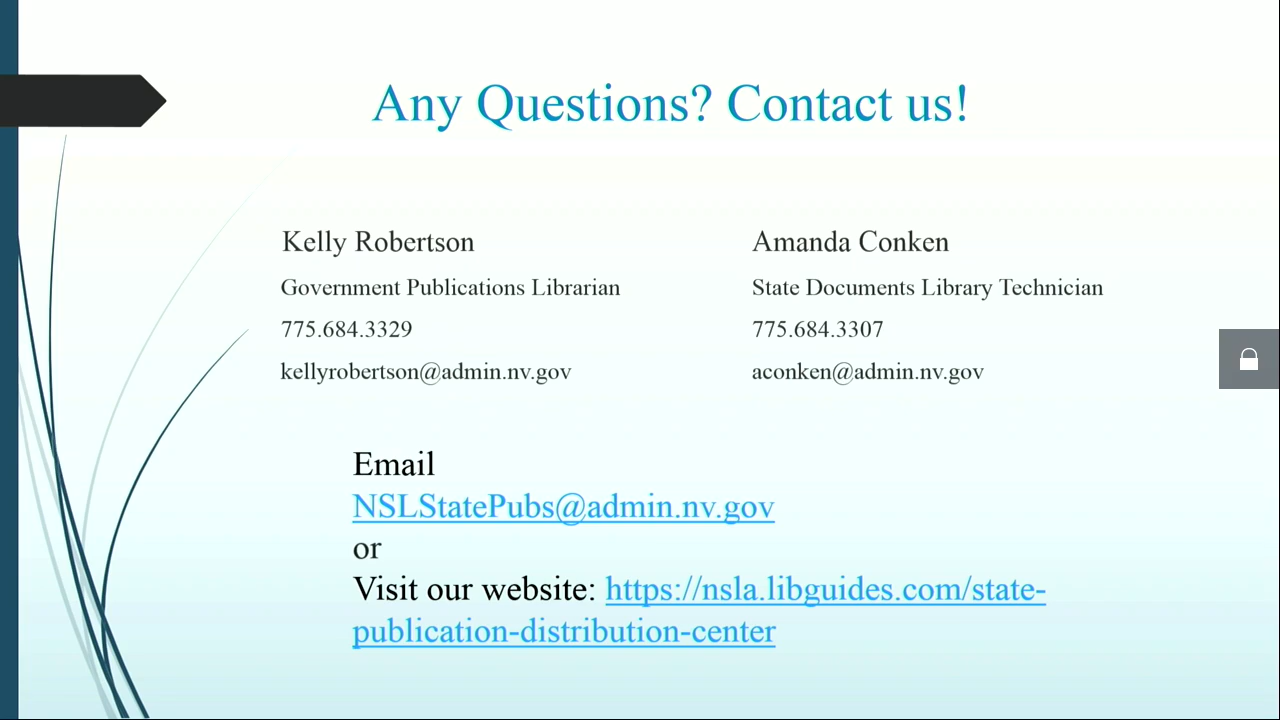 Any Questions? Contact us!
Kelly Robertson
Government Publications Librarian
775.684.3329
kellyrobertson@admin.nv.gov
Amanda Conken
State Documents Library Technician
775.684.3307
aconken@admin.nv.gov
Email
NSLStatePubs@admin.nv.gov
or
Visit our website: https://nsla.libguides.com/state-
publication-distribution-center